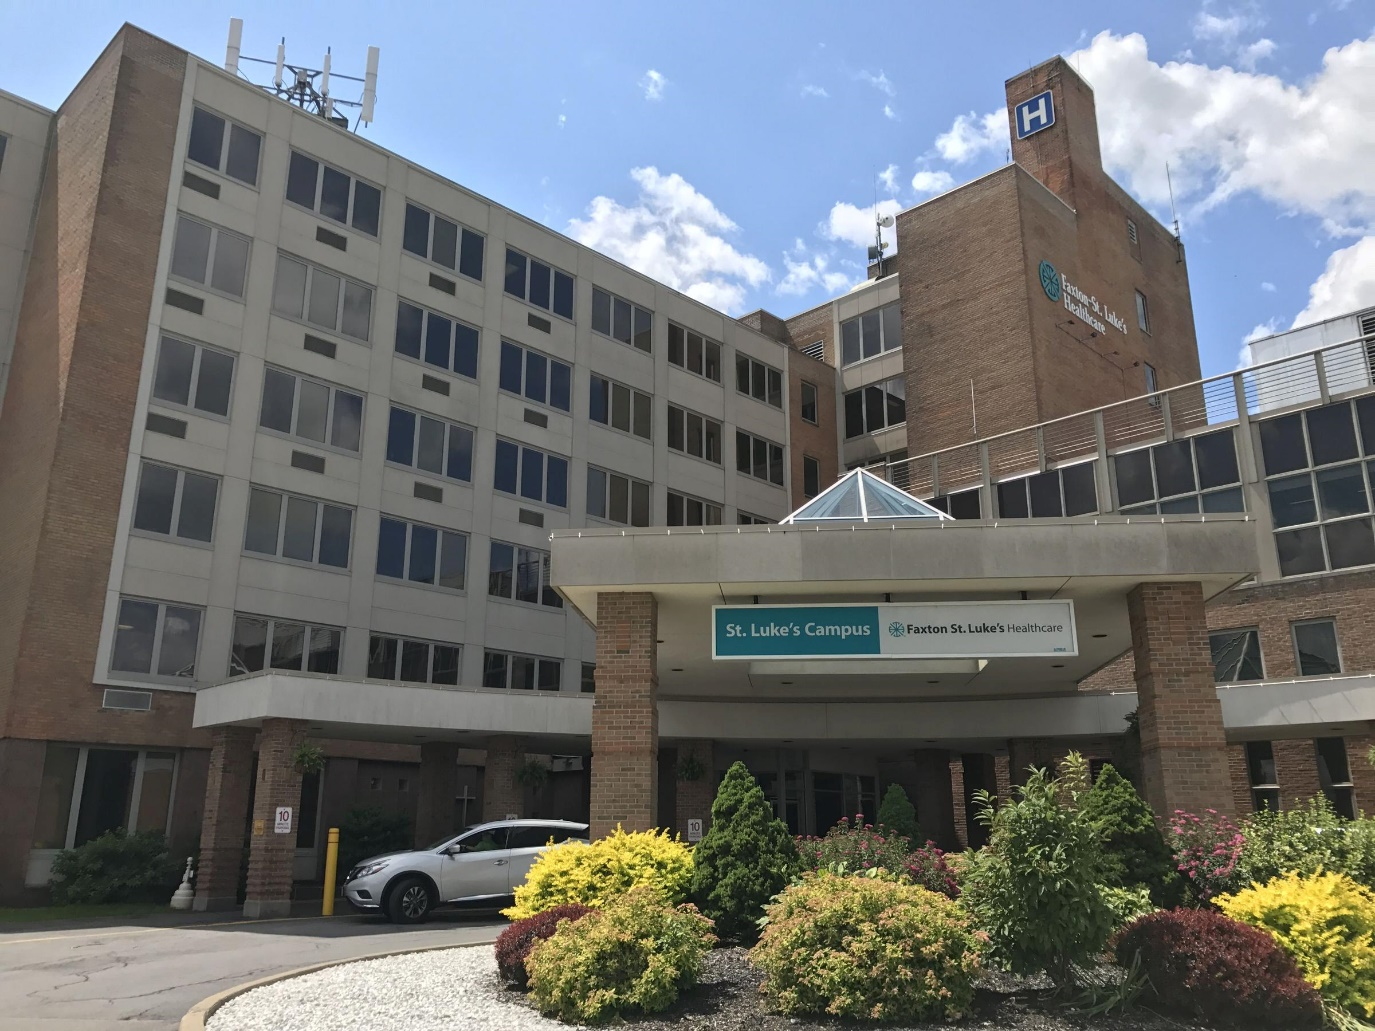 H
Faxton-St. Luke's
Healthcare
St. Luke's Campus
Faxton St. Luke's Healthcare
10
10